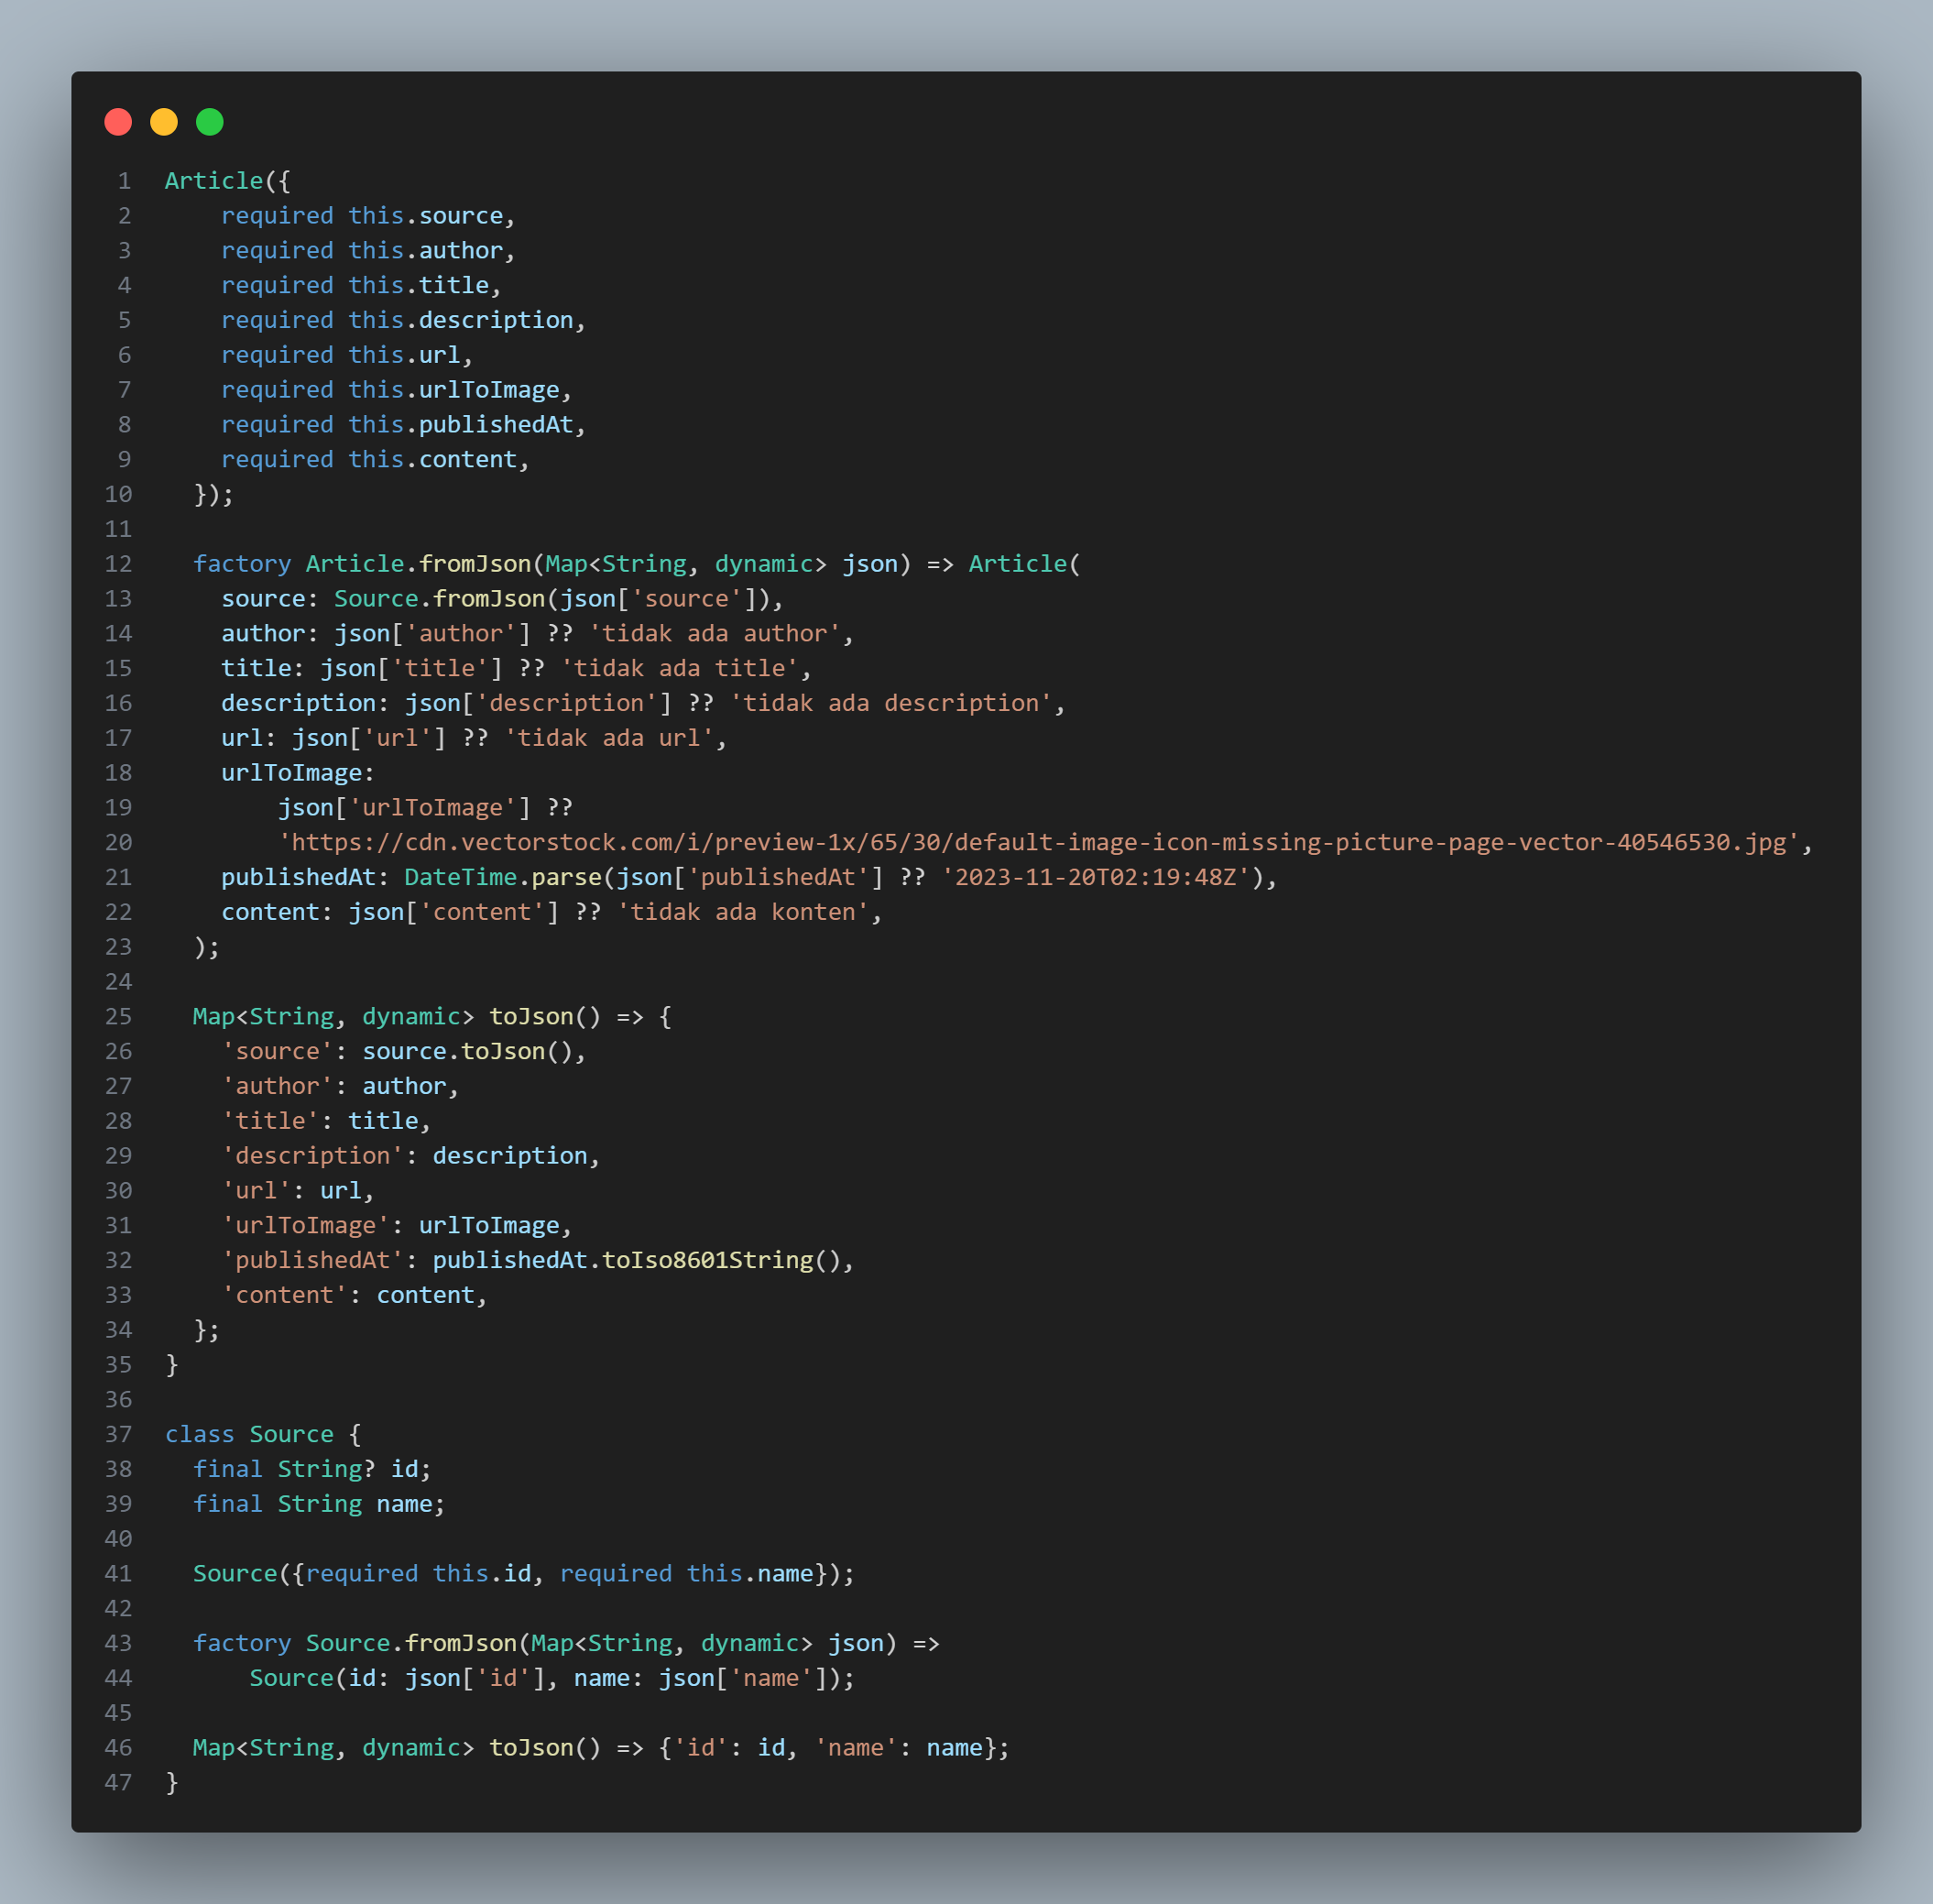 1 Article({
2 required this.source,
3 required this.author,
4 required this.title,
5 required this.description,
6 required this.url,
7 required this.urlToImage,
8 required this.publishedAt,
9 required this.content,
10 });
11
12 factory Article.fromJson(Map<String, dynamic> json) => Article(
13 source: Source.fromJson(json['source']),
14 author: json['author'] ?? 'tidak ada author',
15 title: json['title'] ?? 'tidak ada title',
16 description: json['description'] ?? 'tidak ada description',
17 url: json['url'] ?? 'tidak ada url',
18 urlToImage:
19 json['urlToImage'] ??
20 'https://cdn.vectorstock.com/i/preview-1x/65/30/default-image-icon-missing-picture-page-vector-40546530.jpg',
21 publishedAt: DateTime.parse(json['publishedAt'] ?? '2023-11-20T02:19:48Z'),
22 content: json['content'] ?? 'tidak ada konten',
23 );
24
25 Map<String, dynamic> toJson() => {
26 'source': source.toJson(),
27 'author': author,
28 'title': title,
29 'description': description,
30 'url': url,
31 'urlToImage': urlToImage,
32 'publishedAt': publishedAt.toIso8601String(),
33 'content': content,
34 };
35 }
36
37 class Source {
38 final String? id;
39 final String name;
40
41 Source({required this.id, required this.name});
42
43 factory Source.fromJson(Map<String, dynamic> json) =>
44 Source(id: json['id'], name: json['name']);
45
46 Map<String, dynamic> toJson() => {'id': id, 'name': name};
47 }